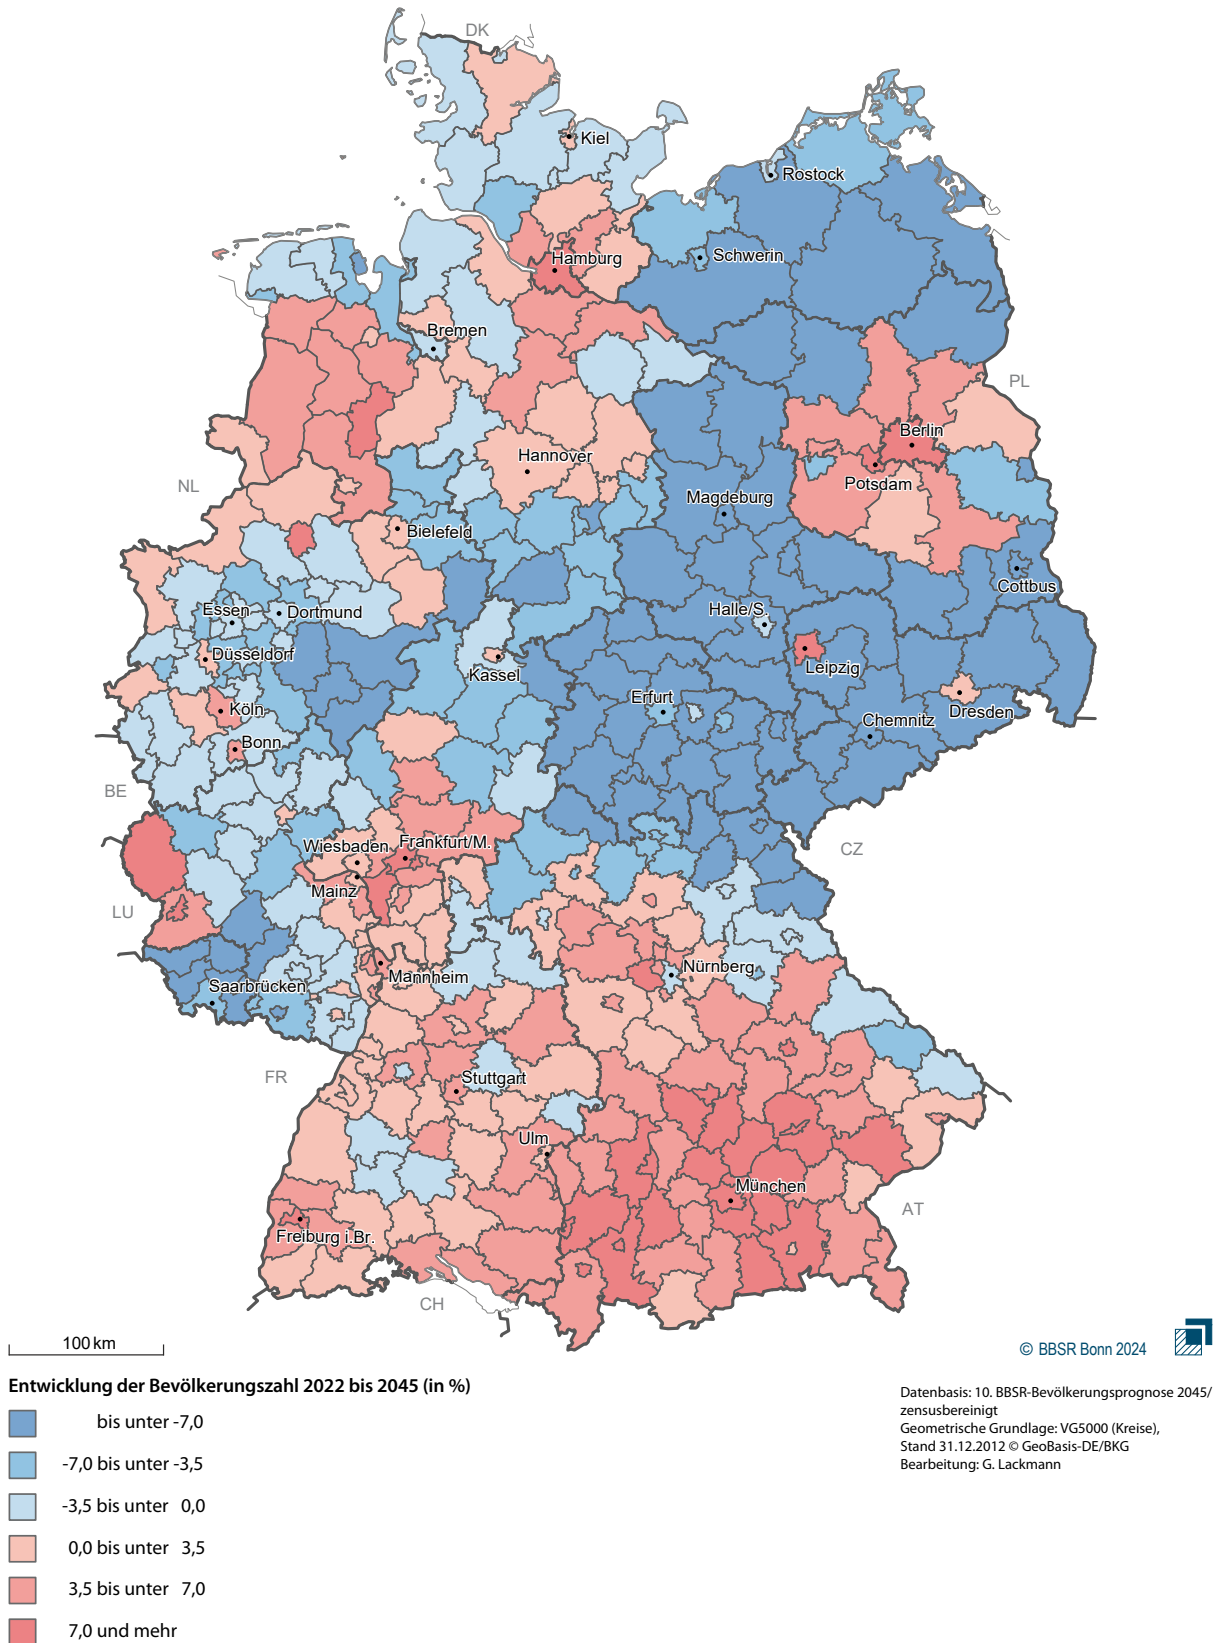 DK
Kiel
Rostock
Hamburg
Schwerin
Bremen
PL
Berlin
Hannover
Potsdam
NL
Magdeburg
Bielefeld
Cottbus
Essen
Dortmund
Halle/S.
Düsseldorf
Leipzig
Kassel
Erfurt
Köln
Dresden
Chemnitz
Bonn
BE
Wiesbaden
Frankfurt/M.
CZ
Mainz
LU
Nürnberg
Mannheim
Saarbrücken
FR
Stuttgart
Ulm
München
AT
Freiburg i.Br.
CH
100 km
© BBSR Bonn 2024
Entwicklung der Bevölkerungszahl 2022 bis 2045 (in %)
bis unter -7,0
-7,0 bis unter -3,5
-3,5 bis unter 0,0
0,0 bis unter 3,5
3,5 bis unter 7,0
7,0 und mehr
Datenbasis: 10. BBSR-Bevölkerungsprognose 2045/
zensusbereinigt
Geometrische Grundlage: VG5000 (Kreise),
Stand 31.12.2012 © GeoBasis-DE/BKG
Bearbeitung: G. Lackmann